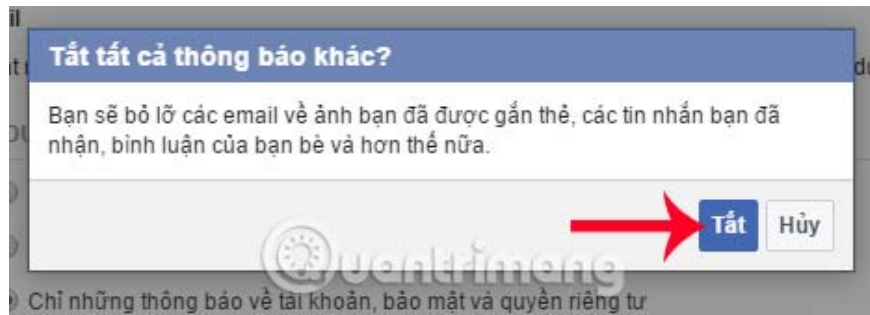 il
Tắt tất cả thông báo khác?
Bạn sẽ bỏ lỡ các email về ảnh bạn đã được gắn thẻ, các tin nhắn bạn đã
nhận, bình luận của bạn bè và hơn thế nữa.
Tắt Hủy
Quantrimang
Chỉ những thông báo về tài khoản, bảo mật và quyền riêng tư